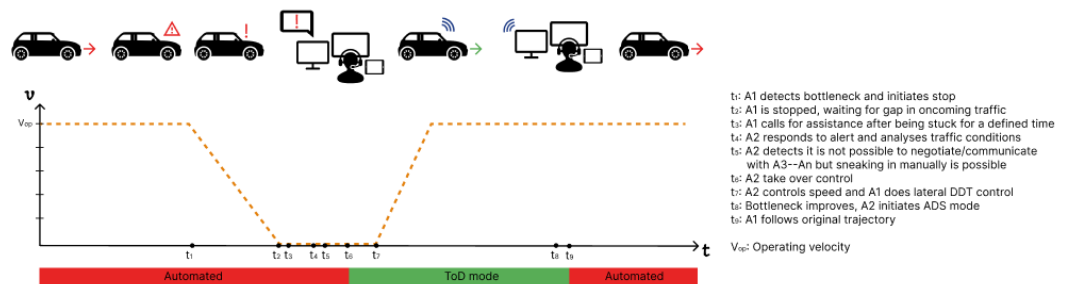 !
!
!
v
Vop
t₁: A1 detects bottleneck and initiates stop
t₂: A1 is stopped, waiting for gap in oncoming traffic
t₃: A1 calls for assistance after being stuck for a defined time
t₄: A2 responds to alert and analyses traffic conditions
t₅: A2 detects it is not possible to negotiate/communicate
with A3--An but sneaking in manually is possible
t₆: A2 take over control
t₇: A2 controls speed and A1 does lateral DDT control
t₈: Bottleneck improves, A2 initiates ADS mode
t₉: A1 follows original trajectory
Vop: Operating velocity
t₁ t₂ t₃ t₄ t₅ t₆ t₇ t₈ t₉ t
Automated ToD mode Automated